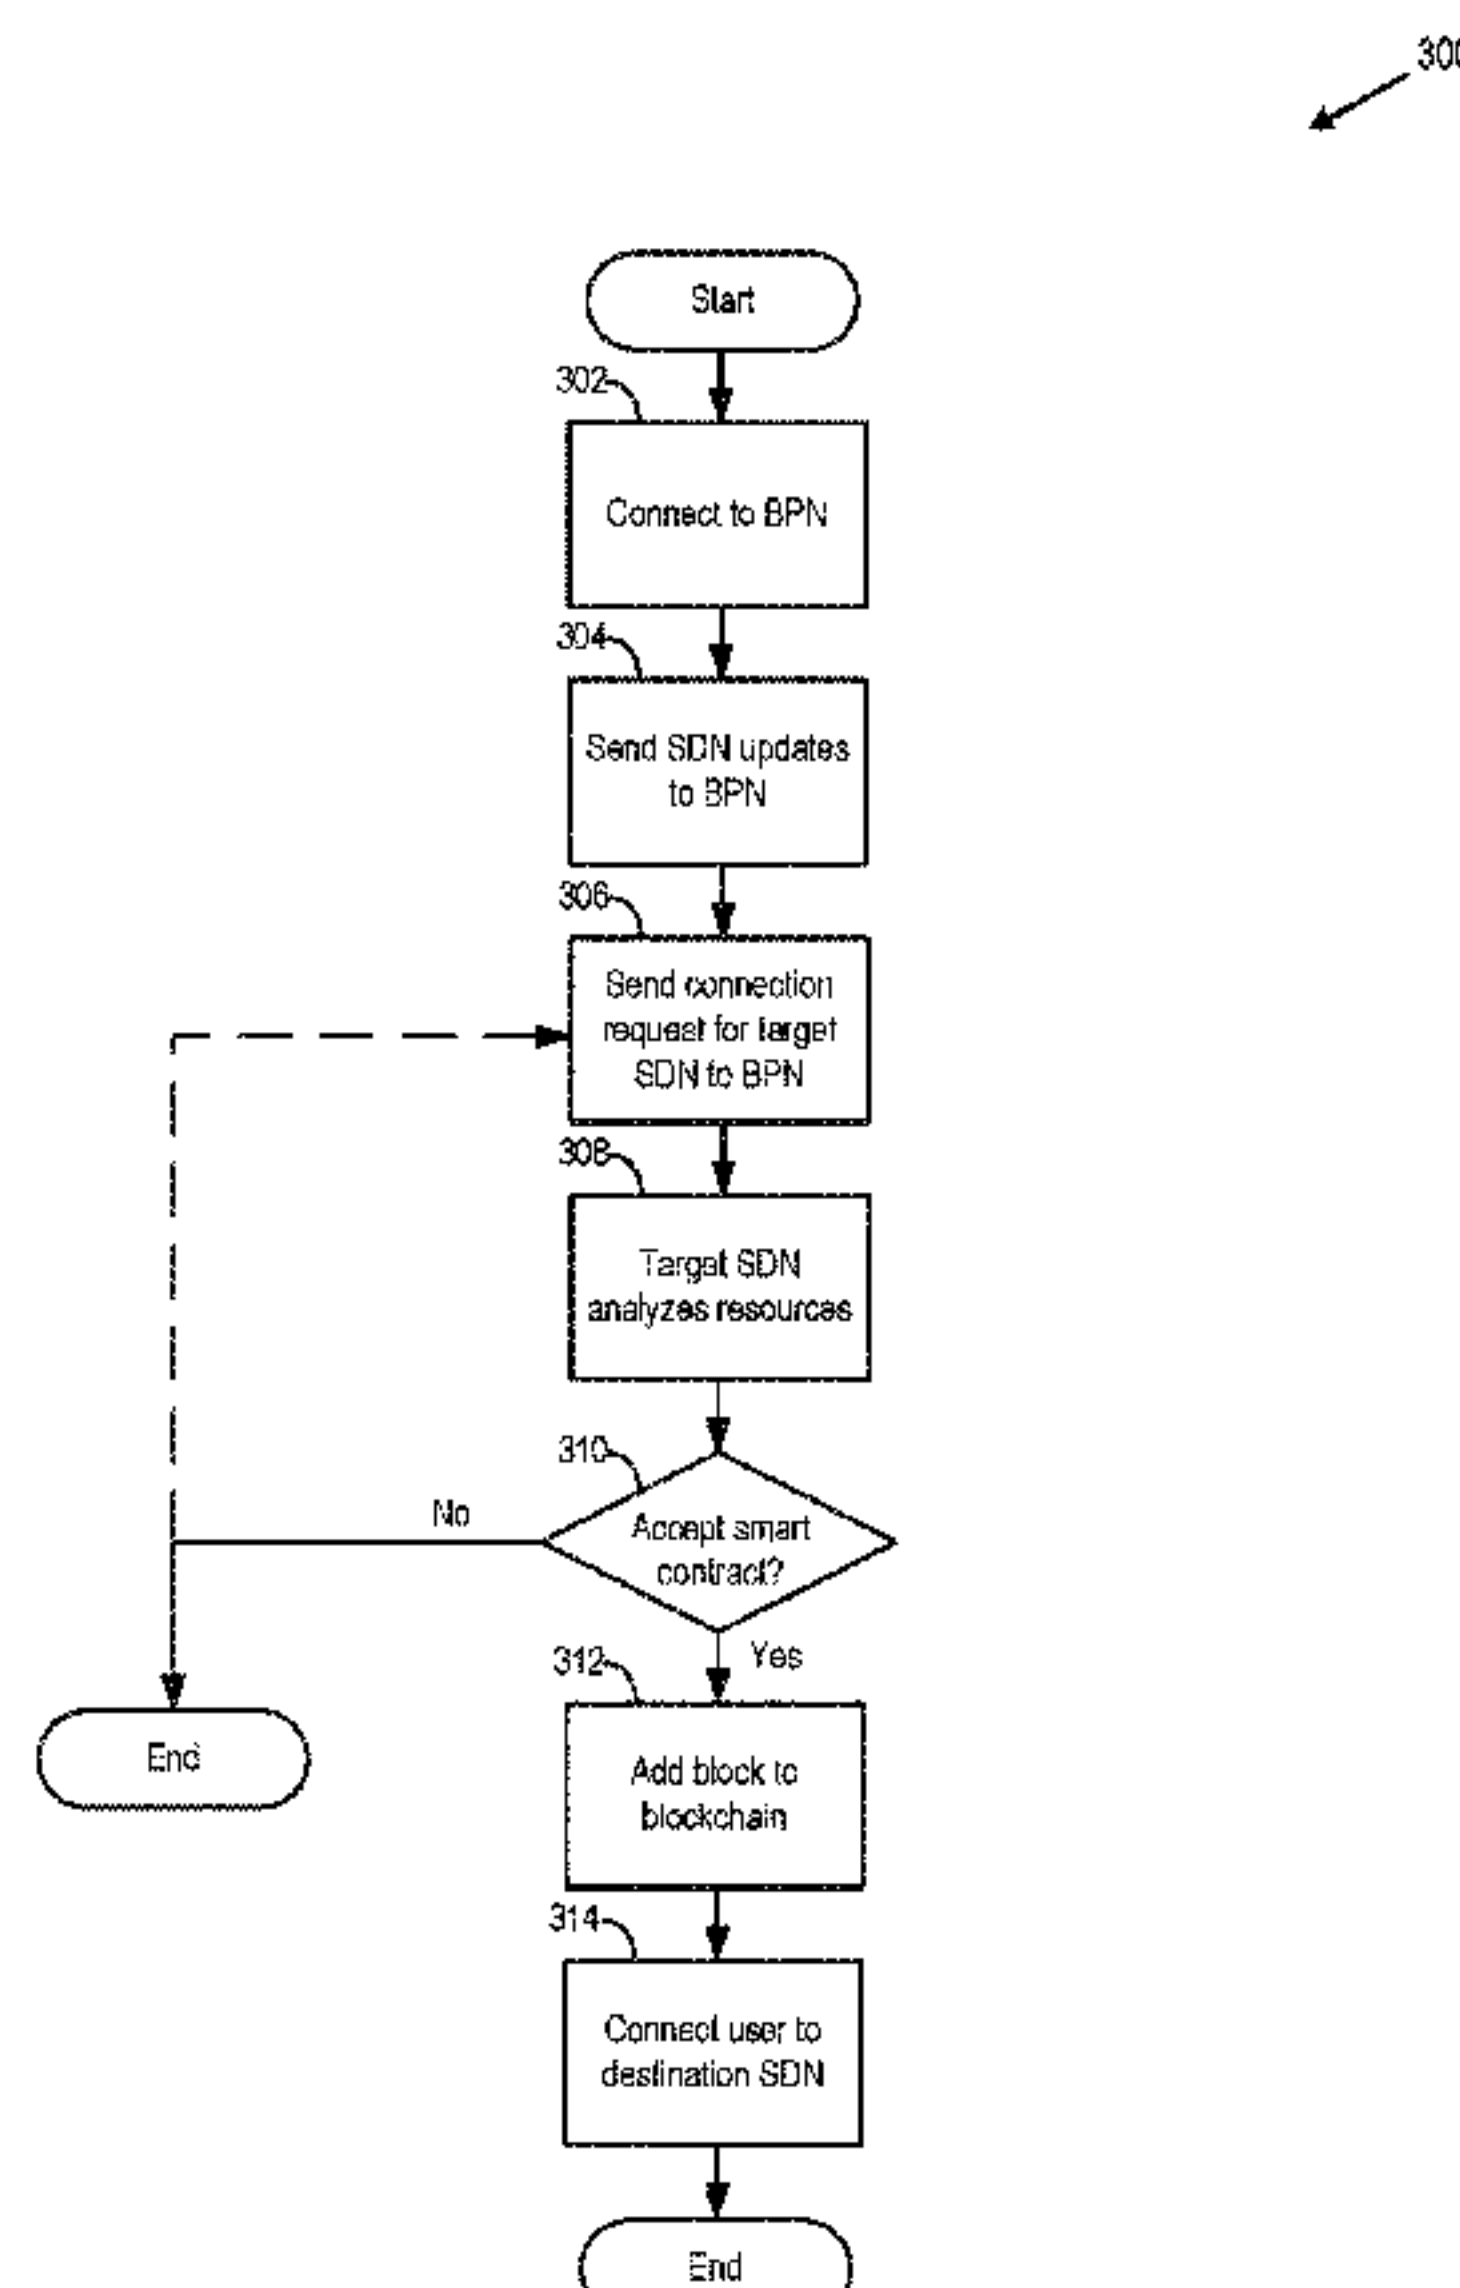 300
Start
302
Connect to BPN
304
Send SDN updates
to BPN
306
Send connection
request for target
SDN to BPN
308
Target SDN
analyzes resources
310
No
Accept smart
contract?
Yes
312
End
Add block to
blockchain
314
Connect user to
destination SDN
End